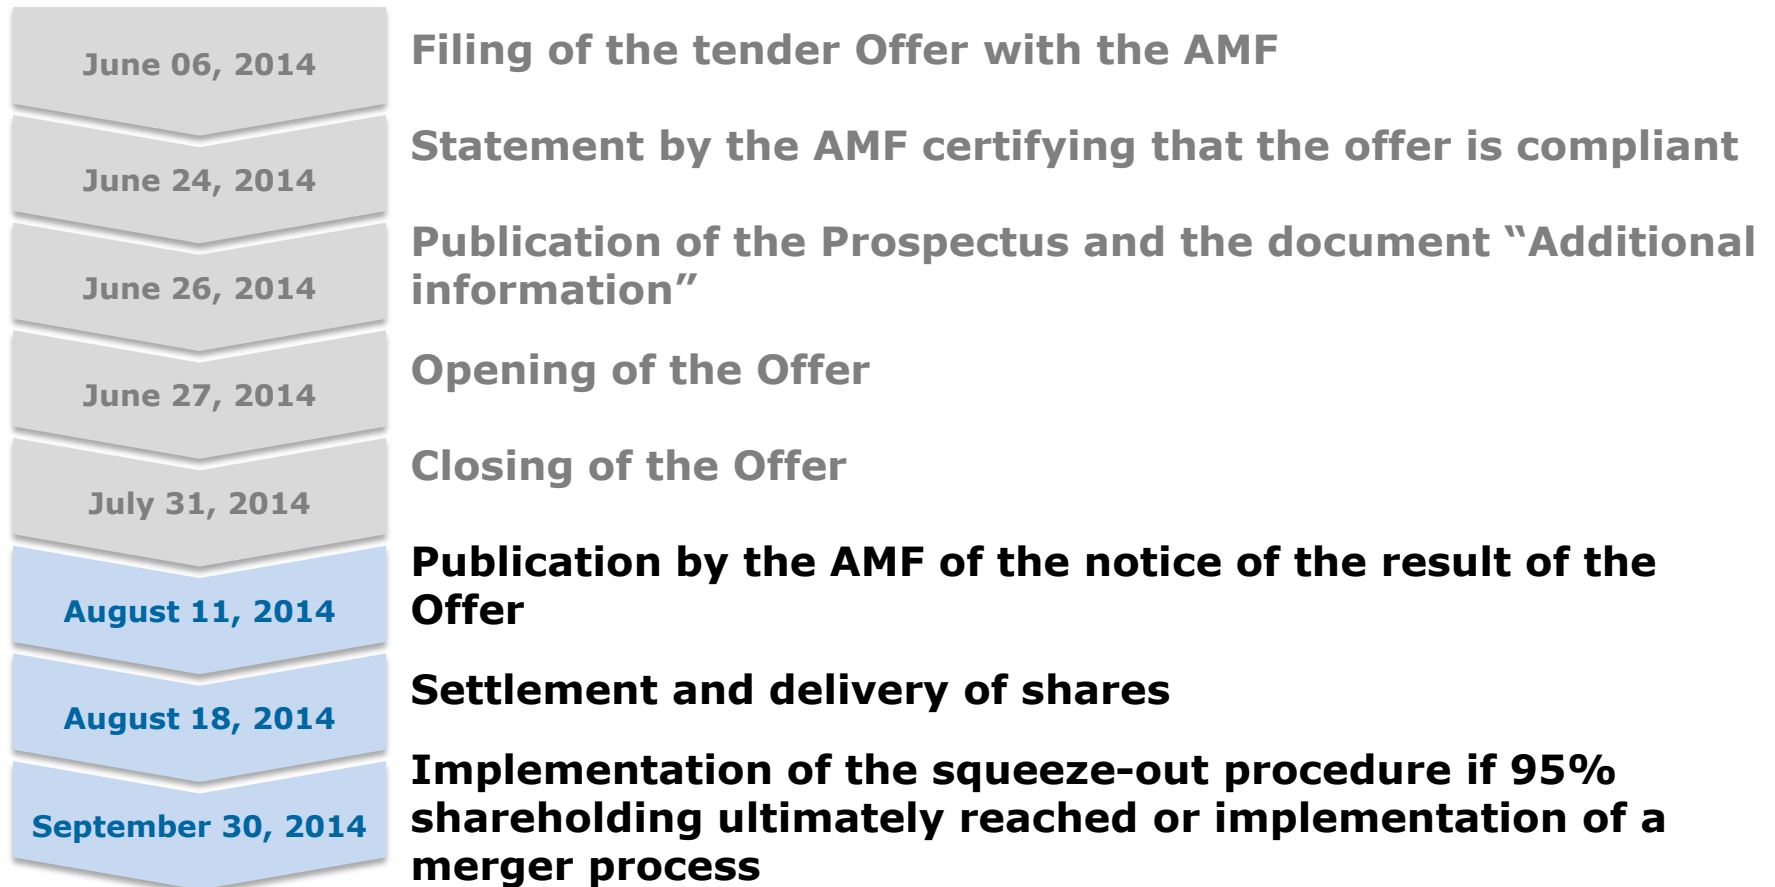 June 06, 2014
Filing of the tender Offer with the AMF
June 24, 2014
Statement by the AMF certifying that the offer is compliant
June 26, 2014
Publication of the Prospectus and the document “Additional
information”
June 27, 2014
Opening of the Offer
July 31, 2014
Closing of the Offer
August 11, 2014
Publication by the AMF of the notice of the result of the
Offer
August 18, 2014
Settlement and delivery of shares
September 30, 2014
Implementation of the squeeze-out procedure if 95%
shareholding ultimately reached or implementation of a
merger process